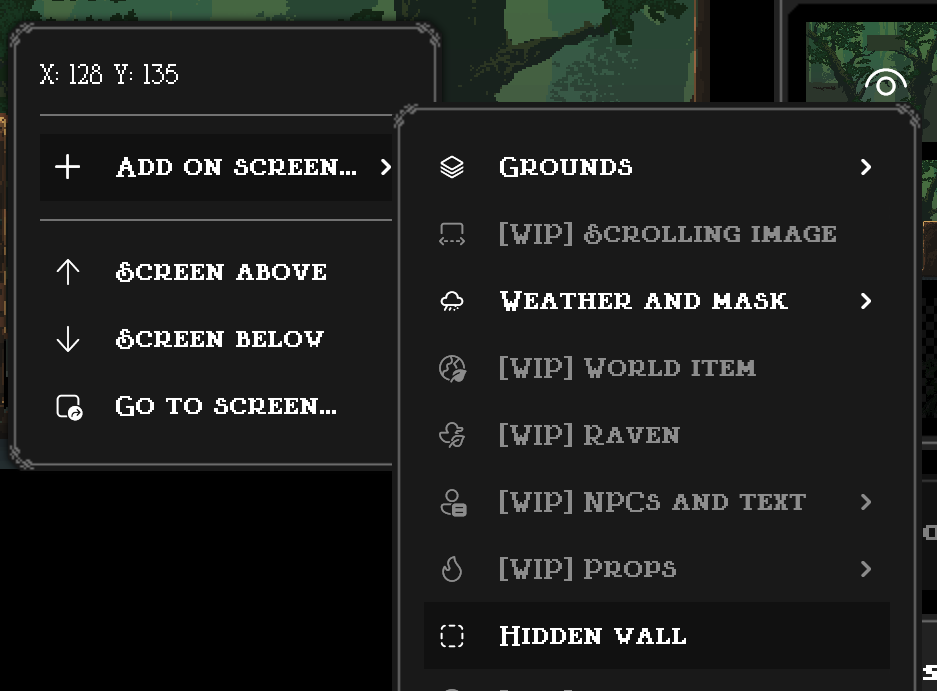 X: 128 Y: 135
Add on screen...
Screen above
Screen below
Go to screen...
Grounds
[WIP] Scrolling image
Weather and mask
[WIP] World item
[WIP] Raven
[WIP] NPCs and text
[WIP] Props
Hidden wall